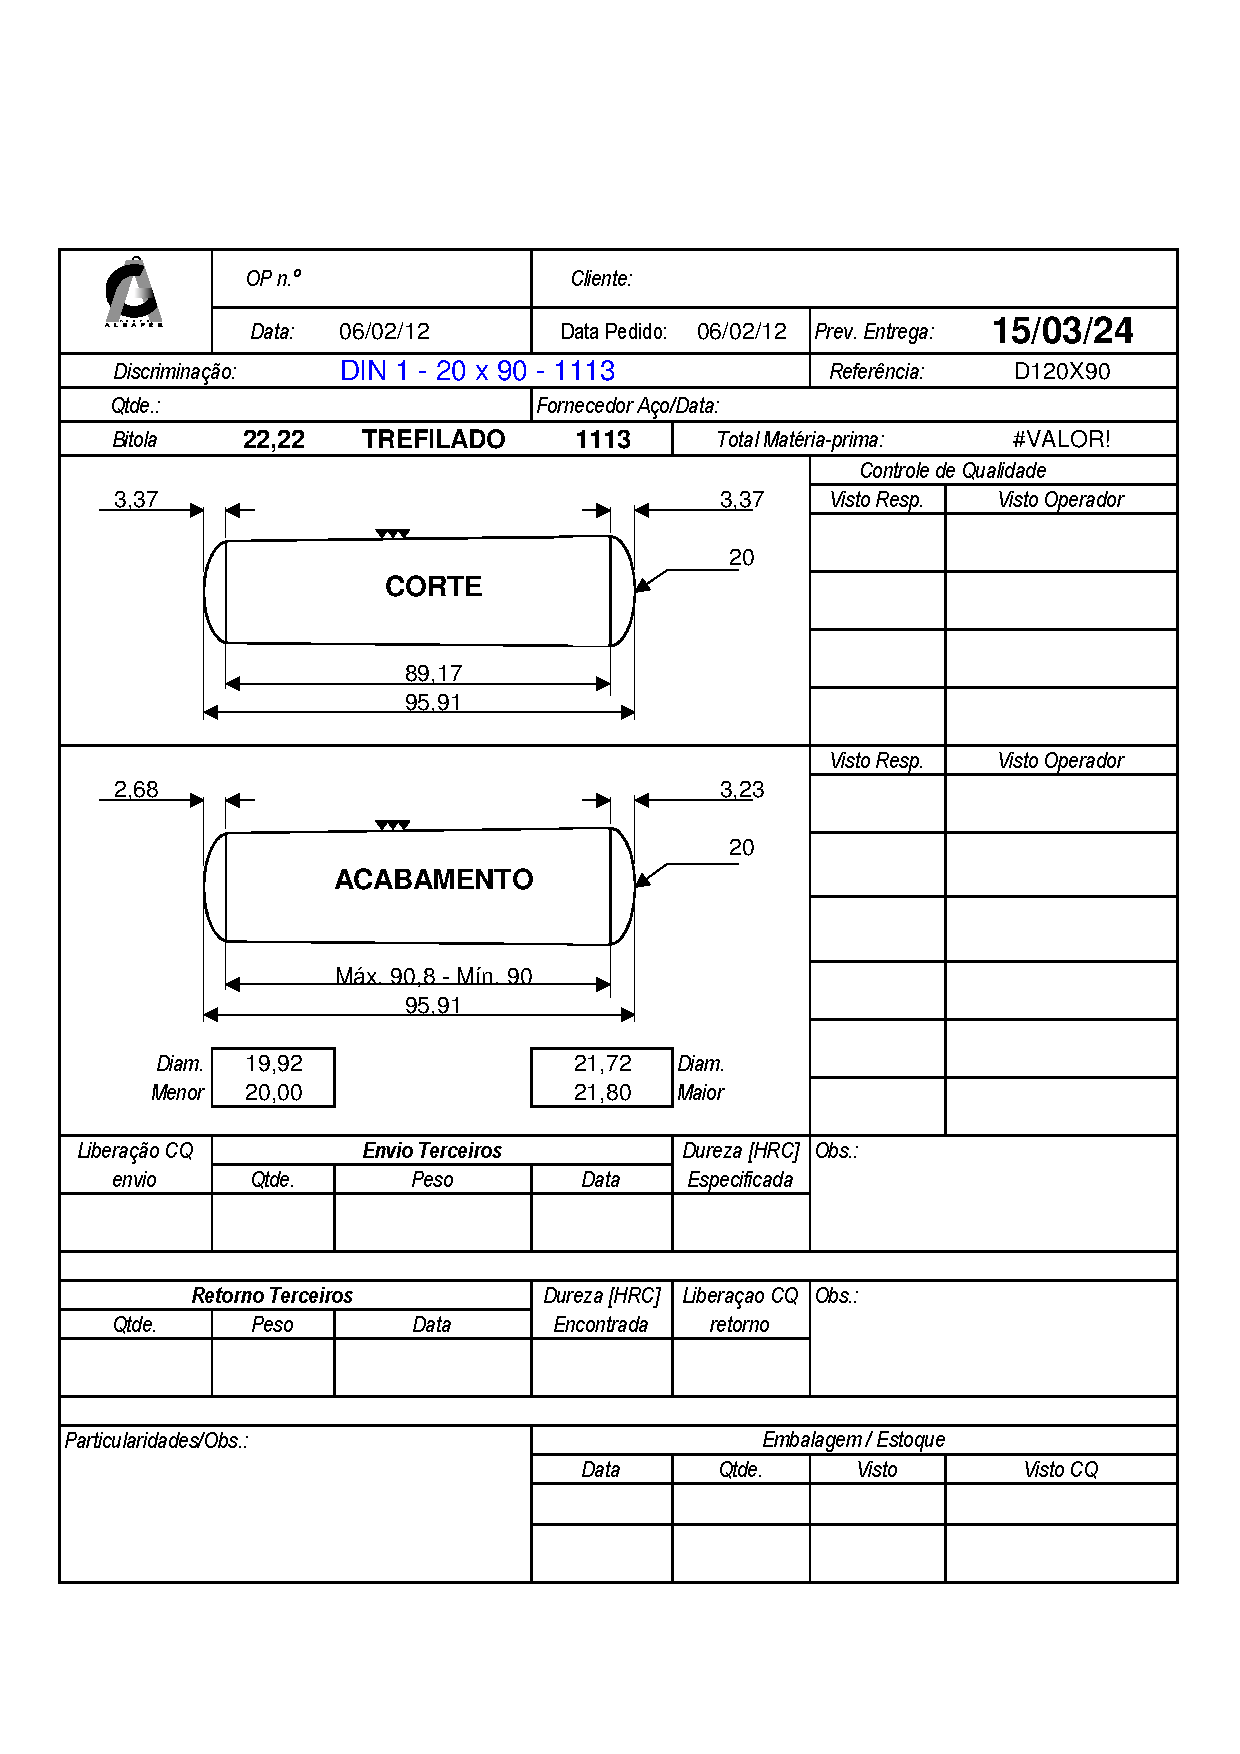 ALBAPER
OP n.º Cliente:
Data: 06/02/12 Data Pedido: 06/02/12 Prev. Entrega: 15/03/24
Discriminação: DIN 1 - 20 x 90 - 1113 Referência: D120X90
Qtde.: Fornecedor Aço/Data:
Bitola 22,22 TREFILADO 1113 Total Matéria-prima: #VALOR!
Controle de Qualidade
3,37 3,37 Visto Resp. Visto Operador
20
CORTE
89,17
95,91
Visto Resp. Visto Operador
2,68 3,23
20
ACABAMENTO
Máx. 90,8 - Mín. 90
95,91
Diam. 19,92 21,72 Diam.
Menor 20,00 21,80 Maior
Liberação CQ Envio Terceiros Dureza [HRC] Obs.:
envio Qtde. Peso Data Especificada
Retorno Terceiros Dureza [HRC] Liberaçao CQ Obs.:
Qtde. Peso Data Encontrada retorno
Particularidades/Obs.: Embalagem / Estoque
Data Qtde. Visto Visto CQ